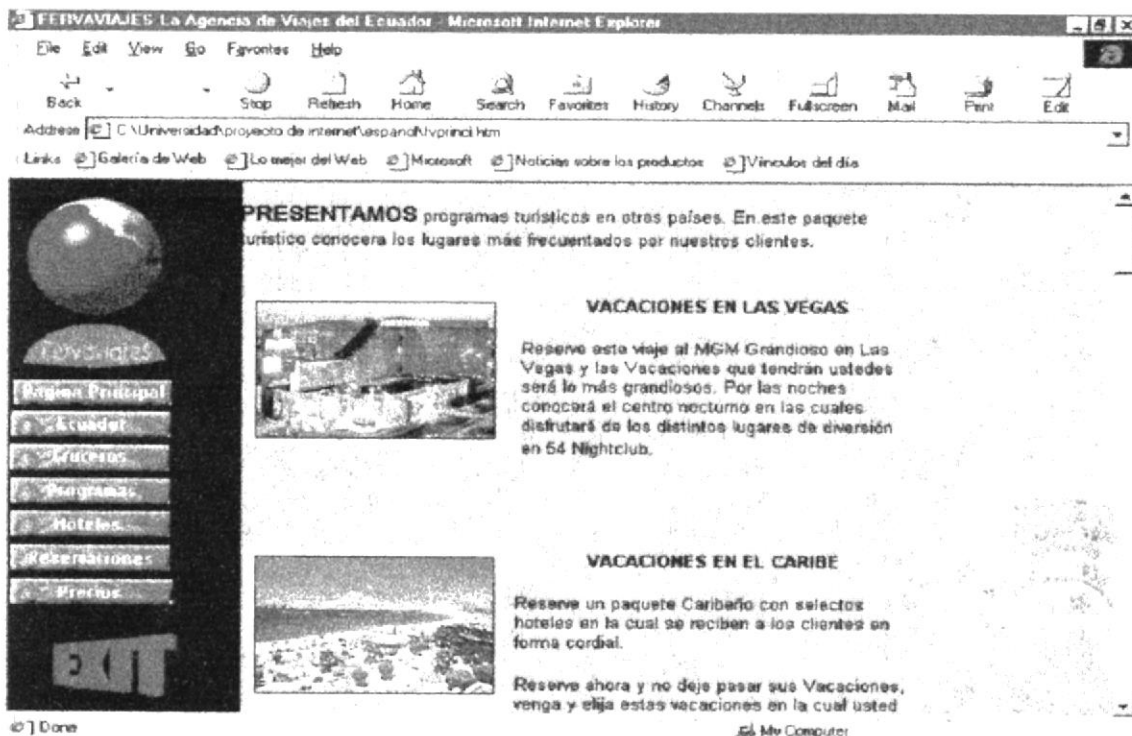 FERVAVIAJES La Agencia de Viajes del Ecuador - Microsoft Internet Explorer
File Edit View Go Favorites Help
Back Stop Refresh Home Search Favorites History Channels Fullscreen Mail Print Edit
Address C:\Universidad\proyecto de internet\espanol\fvprinci.htm
Links Galería de Web Lo mejor del Web Microsoft Noticias sobre los productos Vínculos del día
PRESENTAMOS programas turísticos en otros países. En este paquete
turístico conocera los lugares más frecuentados por nuestros clientes.
Fervaviajes
Página Principal
Ecuador
Cruceros
Programas
Hoteles
Reservaciones
Precios
EXIT
VACACIONES EN LAS VEGAS
Reserve este viaje al MGM Grandioso en Las
Vegas y las Vacaciones que tendrán ustedes
será lo más grandiosos. Por las noches
conocerá el centro nocturno en las cuales
disfrutará de los distintos lugares de diversión
en 54 Nightclub.
VACACIONES EN EL CARIBE
Reserve un paquete Caribeño con selectos
hoteles en la cual se reciben a los clientes en
forma cordial.
Reserve ahora y no deje pasar sus Vacaciones,
venga y elija estas vacaciones en la cual usted
Done My Computer